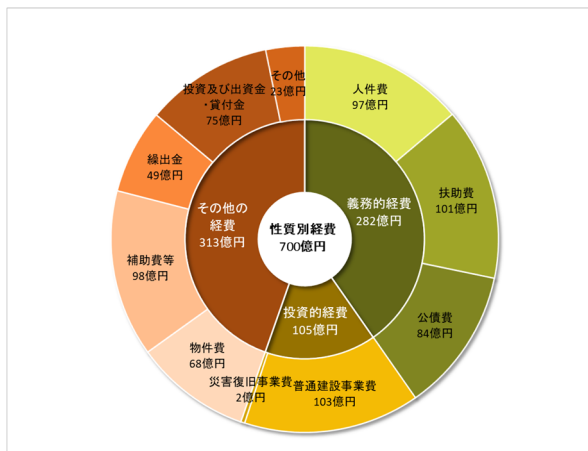 性質別経費
700億円
義務的経費
282億円
投資的経費
105億円
その他の
経費
313億円
人件費
97億円
扶助費
101億円
公債費
84億円
普通建設事業費
103億円
災害復旧事業費
2億円
物件費
68億円
補助費等
98億円
繰出金
49億円
投資及び出資金
・貸付金
75億円
その他
23億円